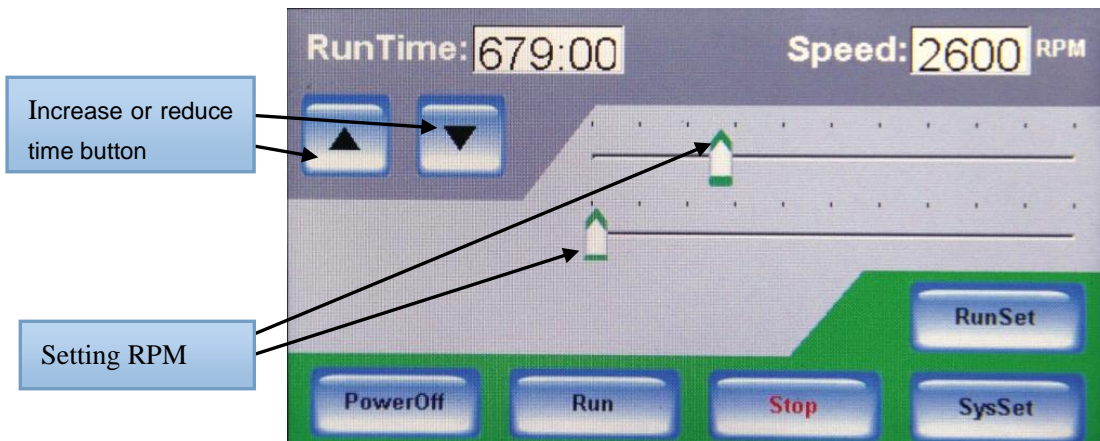 RunTime: 679:00
Speed: 2600 RPM
Increase or reduce
time button
Setting RPM
RunSet
PowerOff
Run
Stop
SysSet